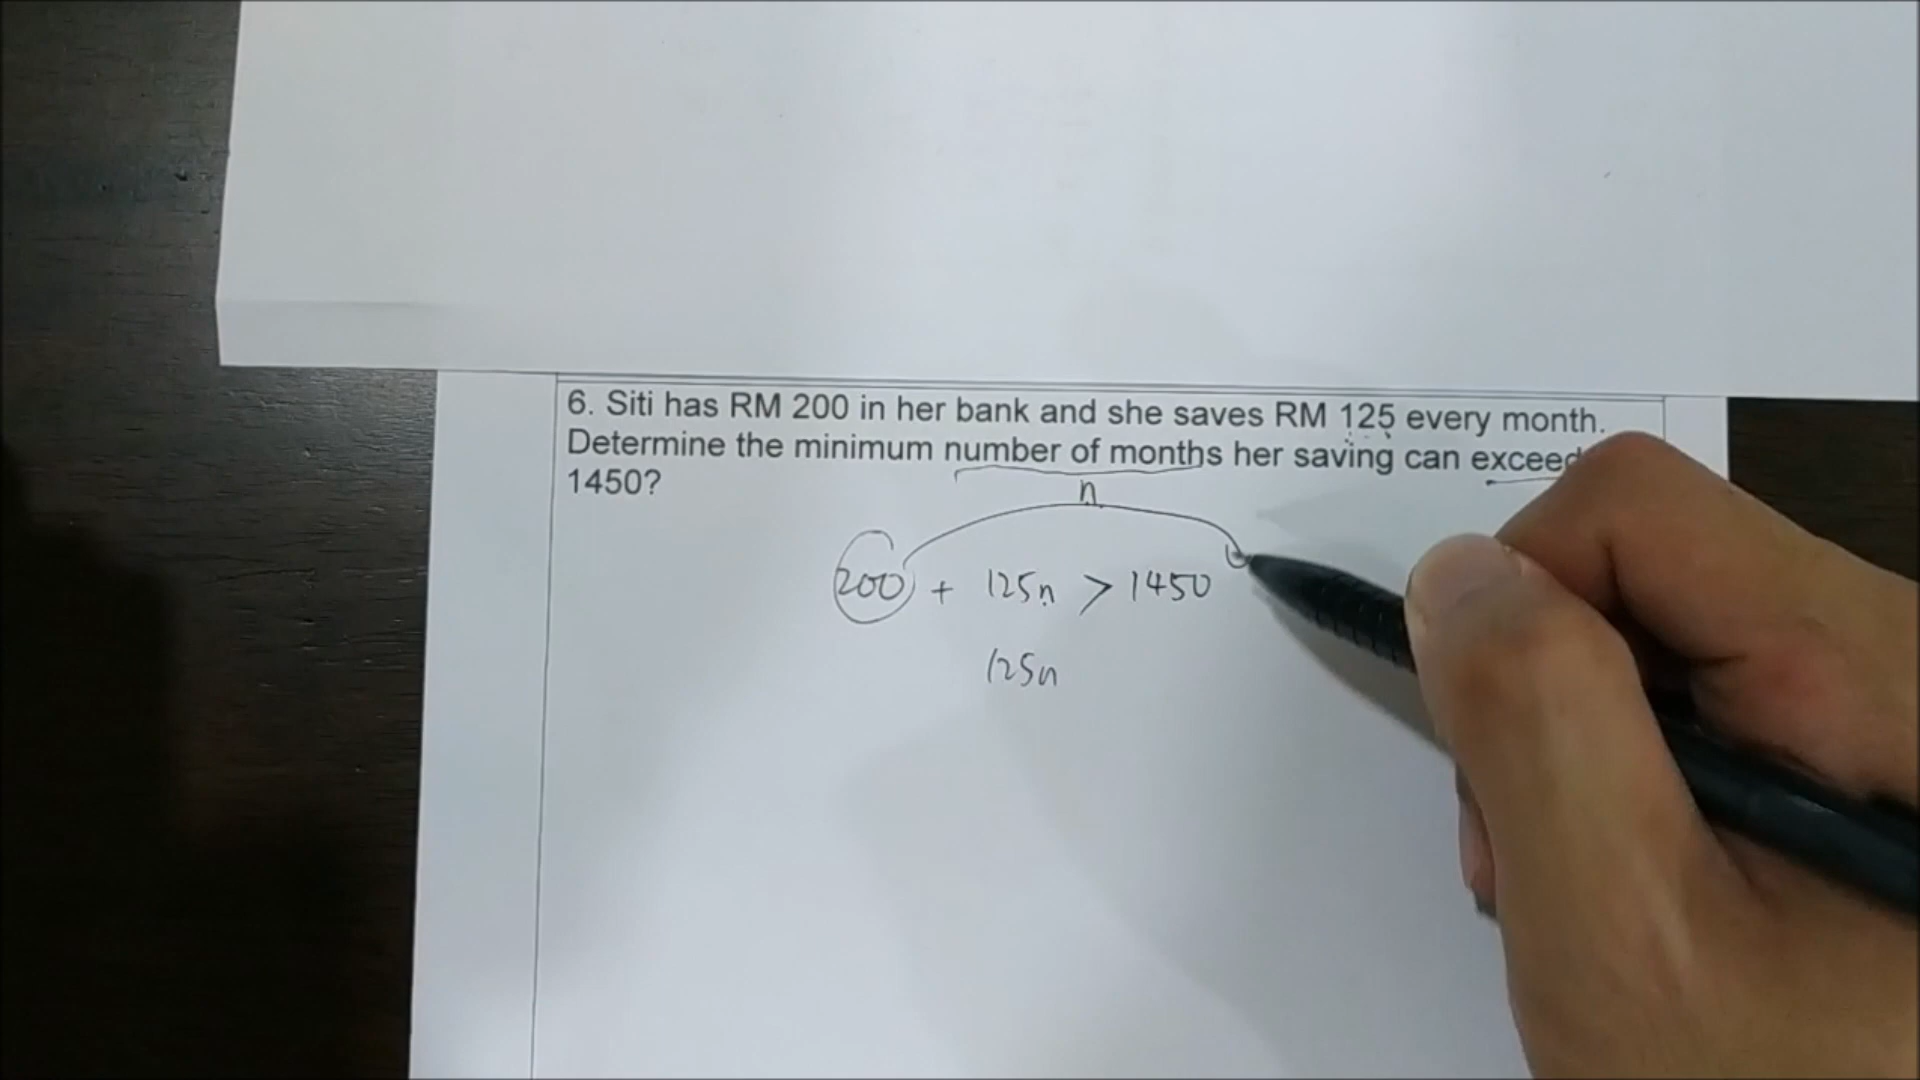 6. Siti has RM 200 in her bank and she saves RM 125 every month.
Determine the minimum number of months her saving can exceed
1450?
n
200 + 125n > 1450
125n